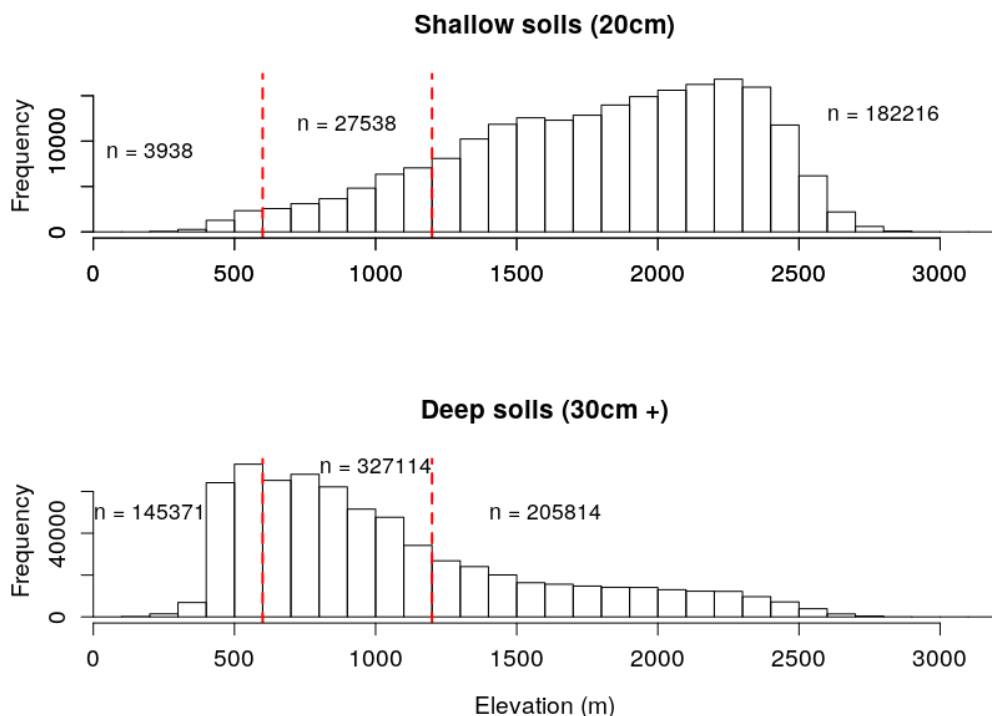 Shallow soils (20cm)
Frequency
0
10000
n = 3938
n = 27538
n = 182216
0 500 1000 1500 2000 2500 3000
Deep soils (30cm +)
Frequency
0
40000
n = 145371
n = 327114
n = 205814
0 500 1000 1500 2000 2500 3000
Elevation (m)